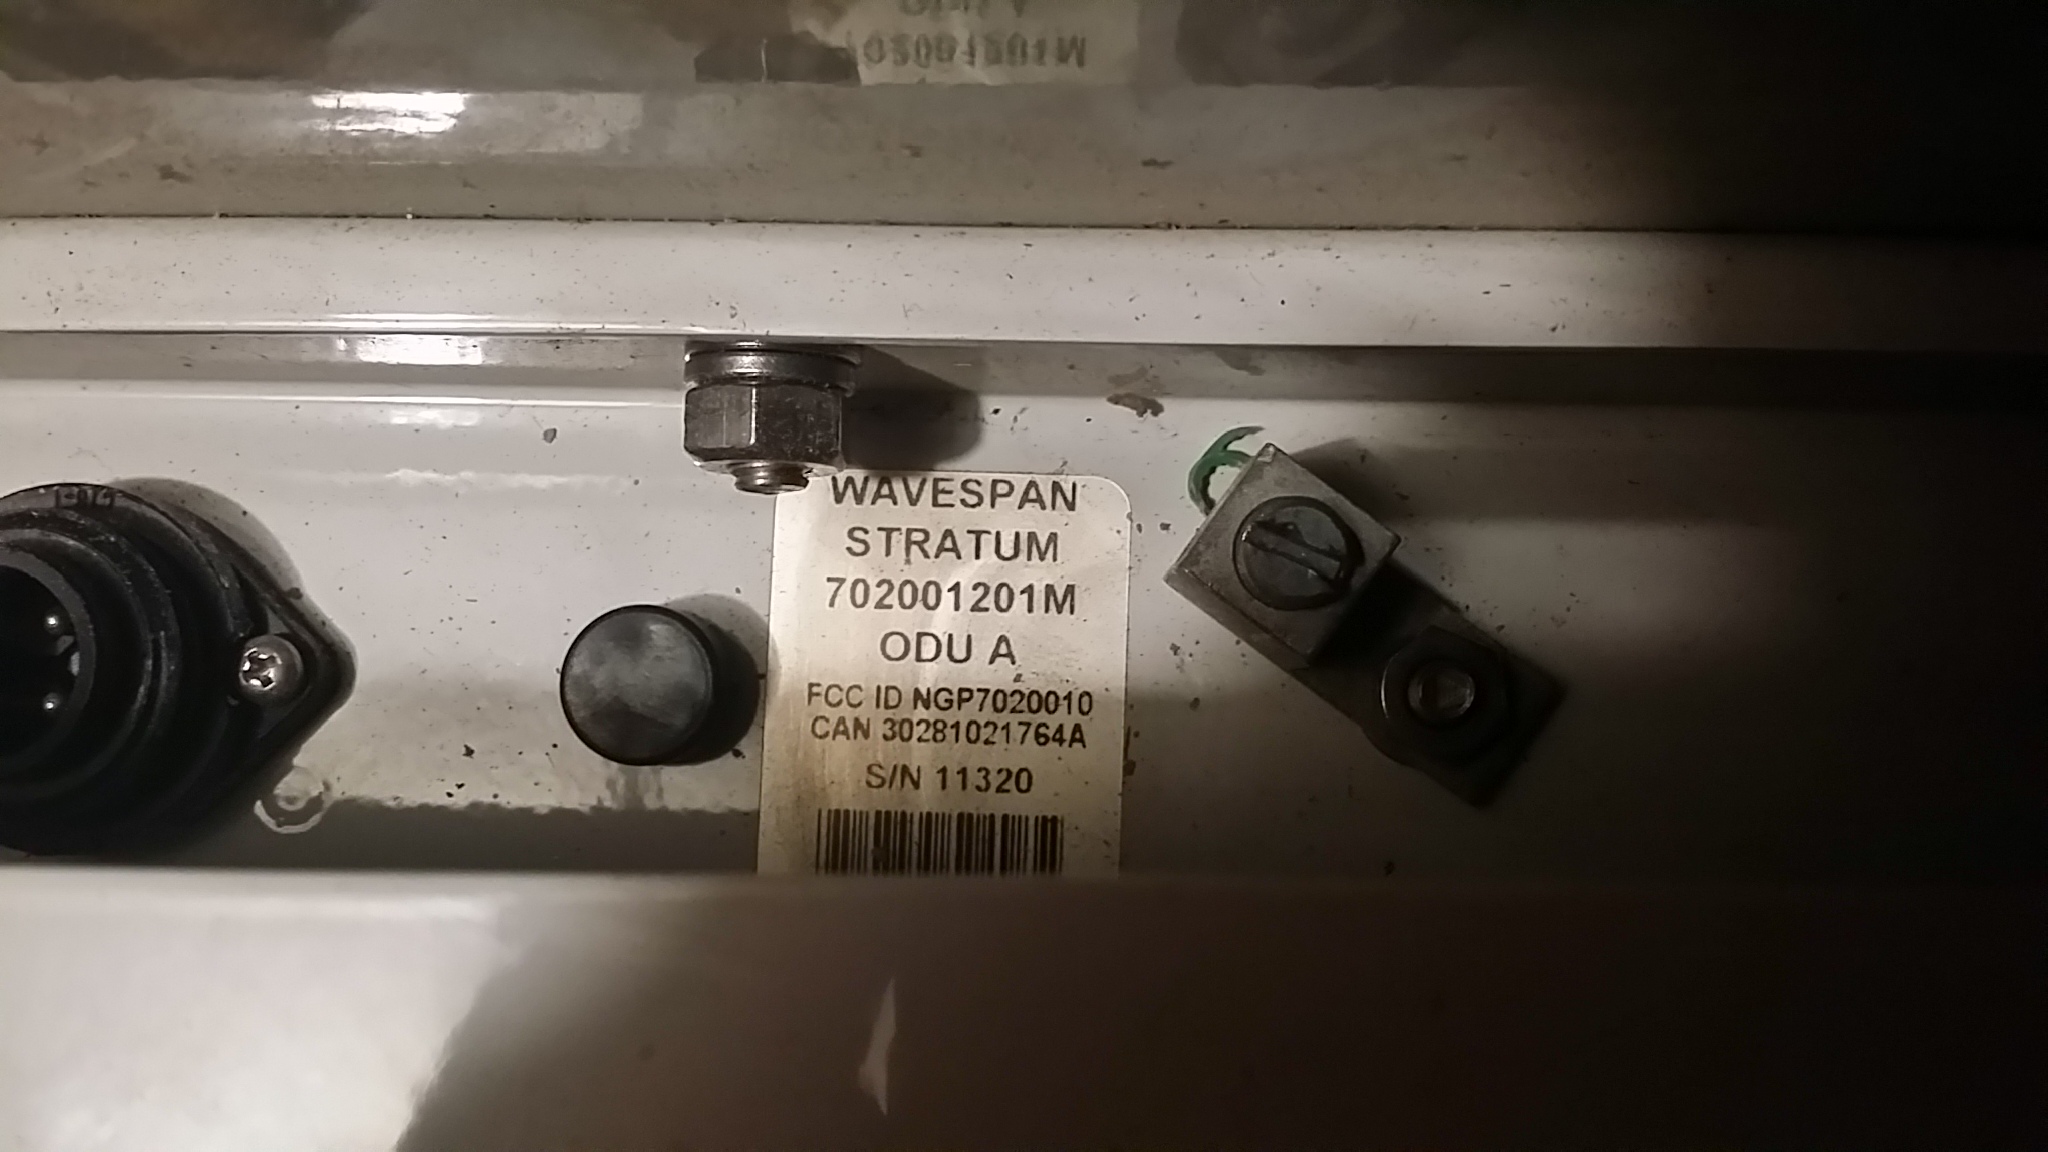 WAVESPAN
STRATUM
702001201M
ODU A
FCC ID NGP7020010
CAN 30281021764A
S/N 11320